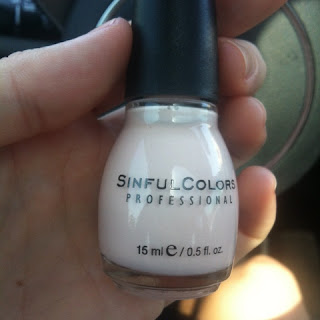 SINFULCOLORS
PROFESSIONAL
15 ml ℮ / 0.5 fl. oz.